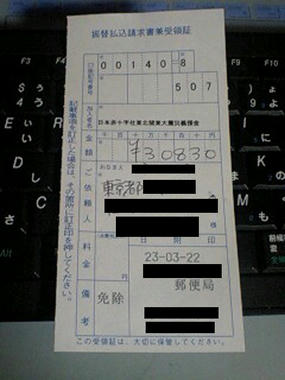 振替払込請求書兼受領証
口座記号番号
00140-8
507
加入者名
日本赤十字社東北関東大震災義援金
金額
千百十万千百十円
¥30830
ご依頼人
おなまえ
東京都
様
料金
日附印
23-03-22
郵便局
備考
免除
記載事項を訂正した場合は、その箇所に訂正印を押してください。
この受領証は、大切に保管してください。